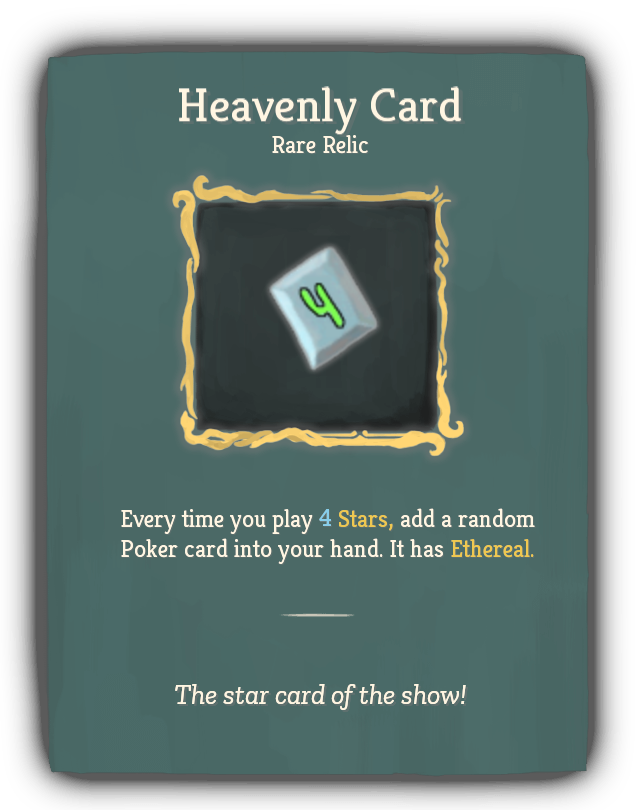 Heavenly Card
Rare Relic
4
Every time you play 4 Stars, add a random
Poker card into your hand. It has Ethereal.
The star card of the show!